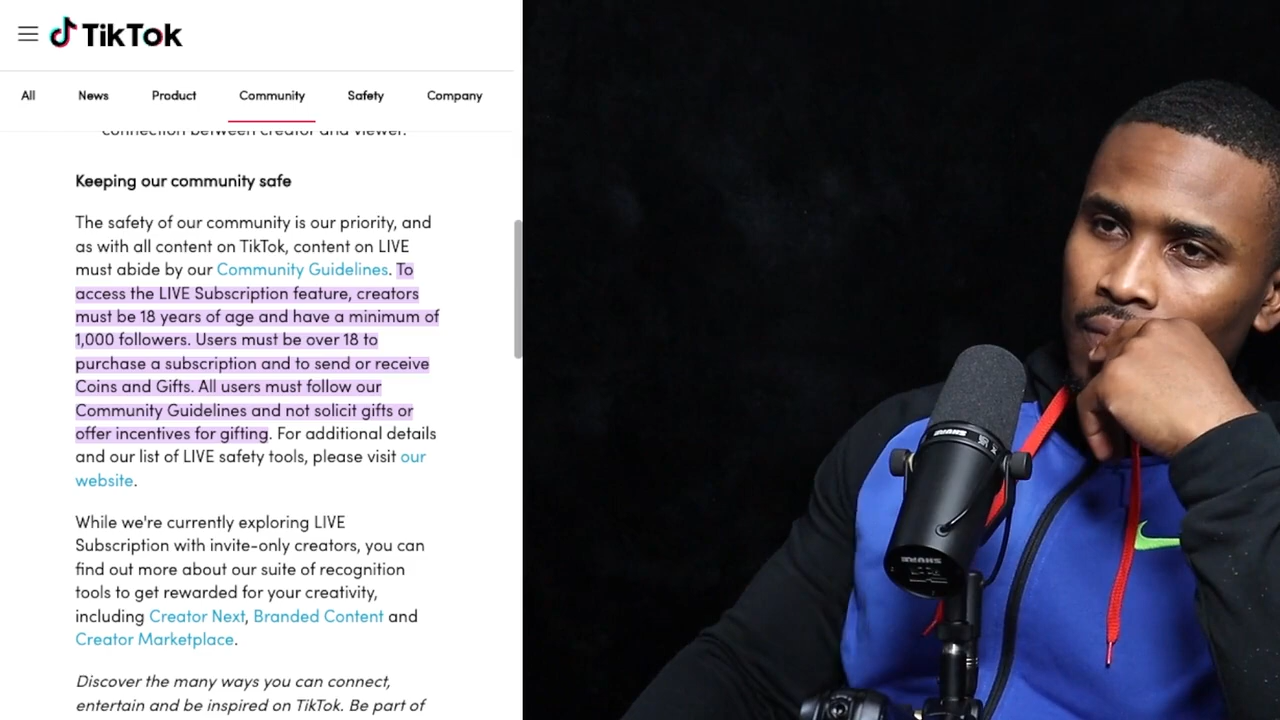 TikTok
All News Product Community Safety Company
connection between creator and viewer.
Keeping our community safe
The safety of our community is our priority, and
as with all content on TikTok, content on LIVE
must abide by our Community Guidelines. To
access the LIVE Subscription feature, creators
must be 18 years of age and have a minimum of
1,000 followers. Users must be over 18 to
purchase a subscription and to send or receive
Coins and Gifts. All users must follow our
Community Guidelines and not solicit gifts or
offer incentives for gifting. For additional details
and our list of LIVE safety tools, please visit our
website.
While we're currently exploring LIVE
Subscription with invite-only creators, you can
find out more about our suite of recognition
tools to get rewarded for your creativity,
including Creator Next, Branded Content and
Creator Marketplace.
Discover the many ways you can connect,
entertain and be inspired on TikTok. Be part of
SHURE
SHURE